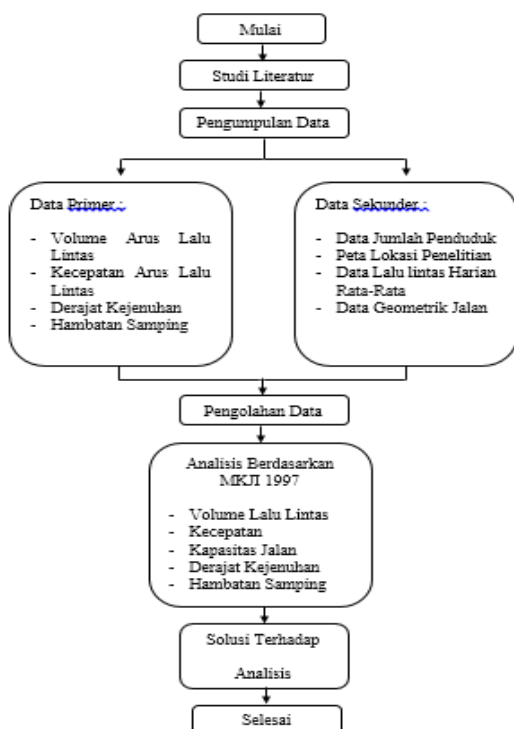 Mulai
Studi Literatur
Pengumpulan Data
Data Primer :
- Volume Arus Lalu
Lintas
- Kecepatan Arus Lalu
Lintas
- Derajat Kejenuhan
- Hambatan Samping
Data Sekunder :
- Data Jumlah Penduduk
- Peta Lokasi Penelitian
- Data Lalu lintas Harian
Rata-Rata
- Data Geometrik Jalan
Pengolahan Data
Analisis Berdasarkan
MKJI 1997
- Volume Lalu Lintas
- Kecepatan
- Kapasitas Jalan
- Derajat Kejenuhan
- Hambatan Samping
Solusi Terhadap
Analisis
Selesai